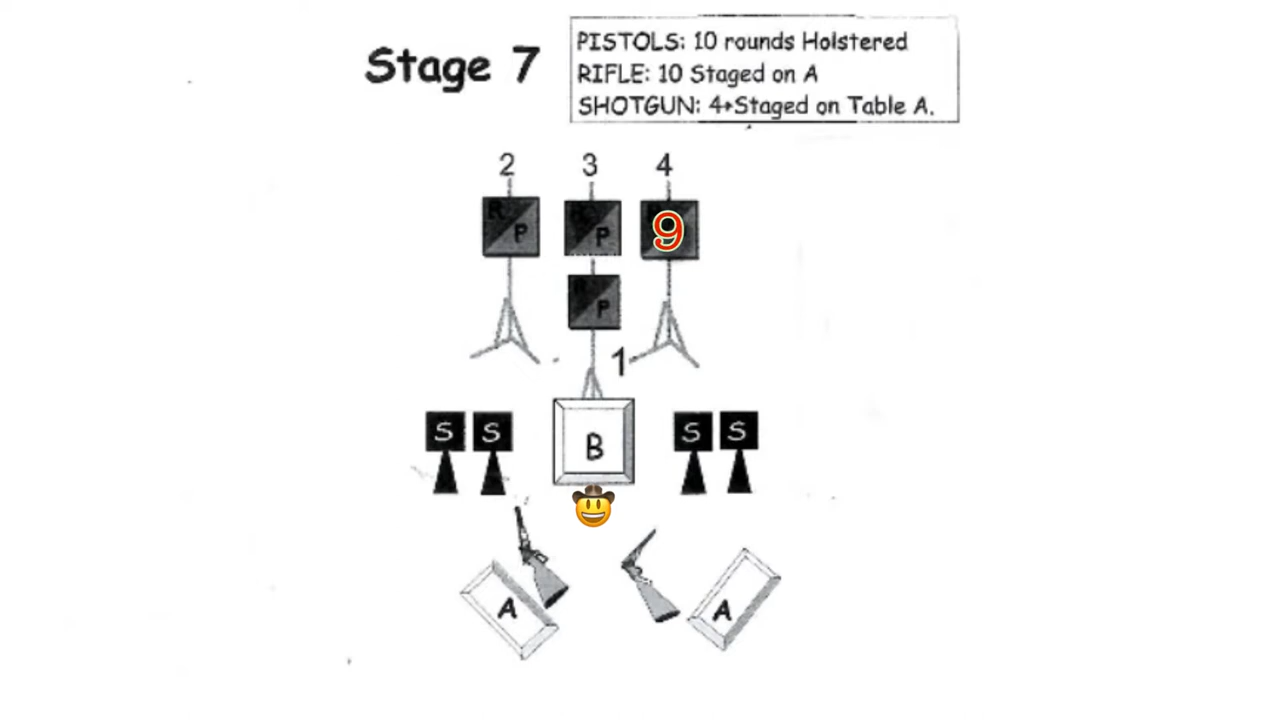 Stage 7
PISTOLS: 10 rounds Holstered
RIFLE: 10 Staged on A
SHOTGUN: 4+Staged on Table A.
2 3 4
R P R P 9
R P
1
S S B S S
A A